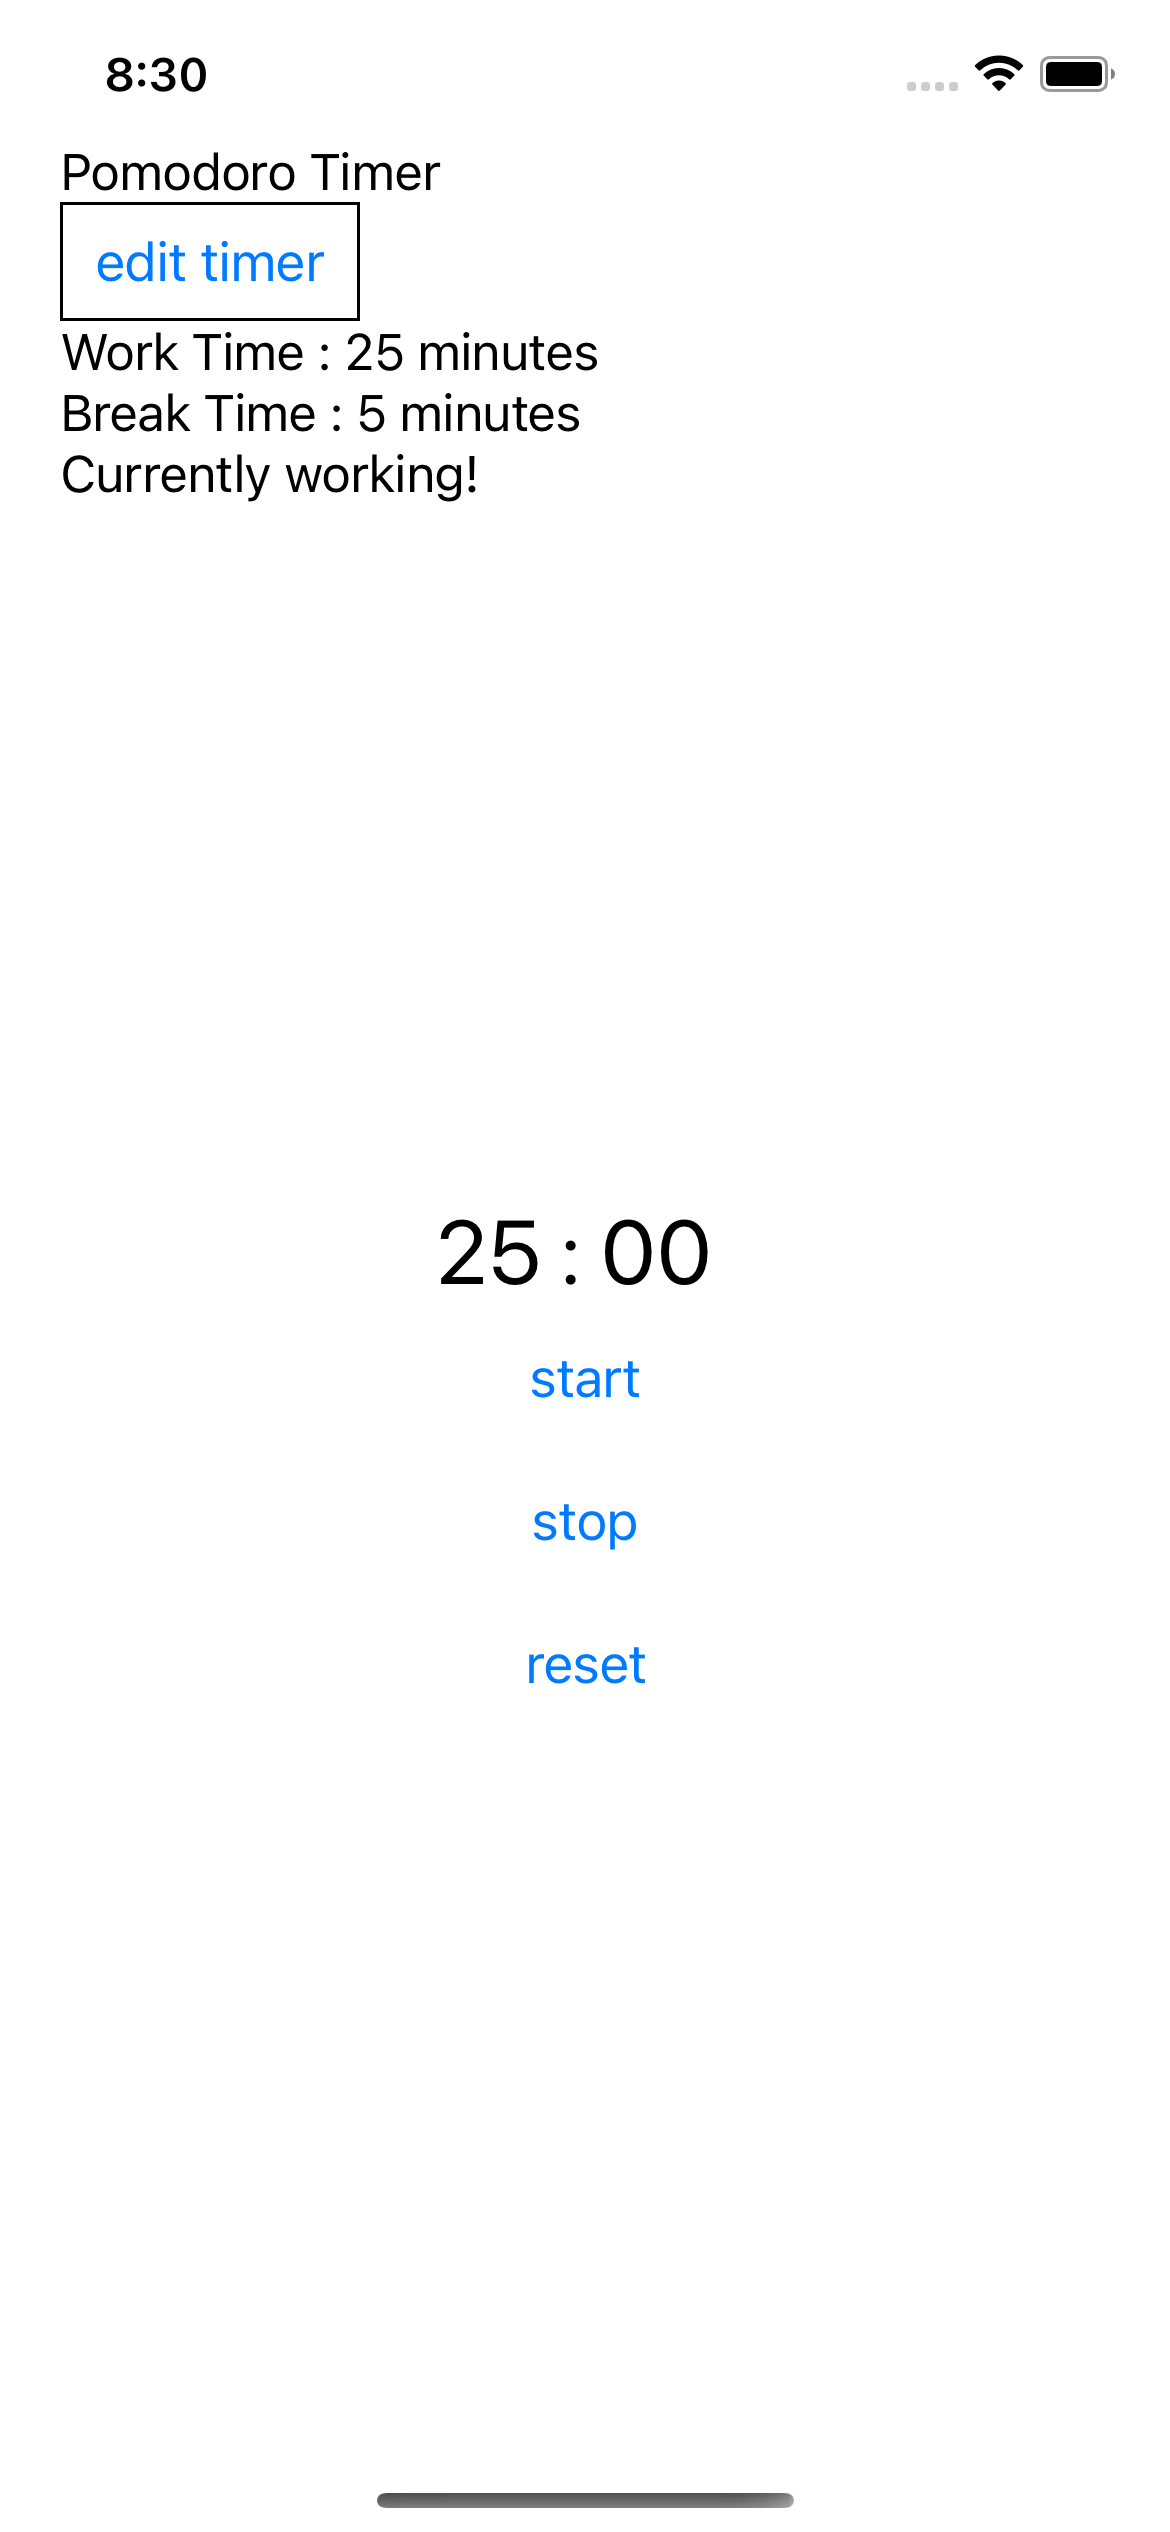 8:30
Pomodoro Timer
edit timer
Work Time : 25 minutes
Break Time : 5 minutes
Currently working!
25 : 00
start
stop
reset